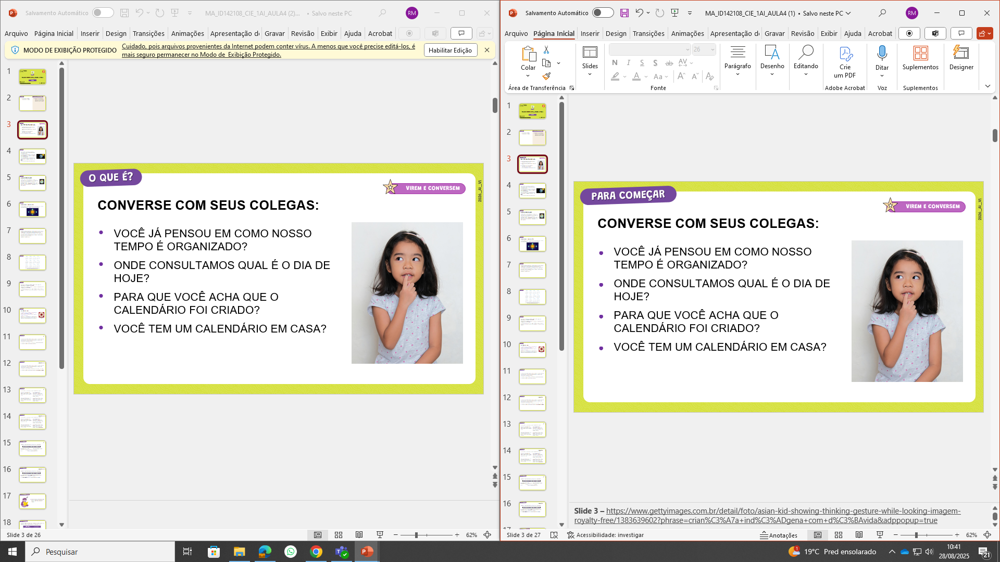 Salvamento Automático
MA_ID142108_CIE_1AI_AULA4 (2)... • Salvo neste PC
RM
Arquivo Página Inicial Inserir Design Transições Animações Apresentação de Gravar Revisão Exibir Ajuda Acrobat
MODO DE EXIBIÇÃO PROTEGIDO
Cuidado, pois arquivos provenientes da Internet podem conter vírus. A menos que você precise editá-los, é
mais seguro permanecer no Modo de Exibição Protegido.
Habilitar Edição
1
2
3
4
5
6
7
8
9
10
11
12
13
14
15
16
17
18
O QUE É?
VIREM E CONVERSEM
2026_AI_V1
CONVERSE COM SEUS COLEGAS:
• VOCÊ JÁ PENSOU EM COMO NOSSO
TEMPO É ORGANIZADO?
• ONDE CONSULTAMOS QUAL É O DIA DE
HOJE?
• PARA QUE VOCÊ ACHA QUE O
CALENDÁRIO FOI CRIADO?
• VOCÊ TEM UM CALENDÁRIO EM CASA?
Slide 3 de 26
62%
Salvamento Automático
MA_ID142108_CIE_1AI_AULA4 (1) • Salvo neste PC
RM
Arquivo Página Inicial Inserir Design Transições Animações Apresentação de Gravar Revisão Exibir Ajuda Acrobat
Colar
Área de Transferência
Slides
26
N I S S ab AV
A Aa A A A
Fonte
Parágrafo
Desenho
Editando
Crie
um PDF
Adobe Acrobat
Ditar
Voz
Suplementos
Suplementos
Designer
1
2
3
4
5
6
7
8
9
10
11
12
13
14
15
16
PARA COMEÇAR
VIREM E CONVERSEM
2026_AI_V1
CONVERSE COM SEUS COLEGAS:
• VOCÊ JÁ PENSOU EM COMO NOSSO
TEMPO É ORGANIZADO?
• ONDE CONSULTAMOS QUAL É O DIA DE
HOJE?
• PARA QUE VOCÊ ACHA QUE O
CALENDÁRIO FOI CRIADO?
• VOCÊ TEM UM CALENDÁRIO EM CASA?
Slide 3 – https://www.gettyimages.com.br/detail/foto/asian-kid-showing-thinking-gesture-while-looking-imagem-
royalty-free/1383639602?phrase=crian%C3%A7a+ind%C3%ADgena+com+d%C3%BAvida&adppopup=true
Slide 3 de 27
Acessibilidade: investigar
Anotações
62%
Pesquisar
1
19°C Pred ensolarado
10:41
28/08/2025
21